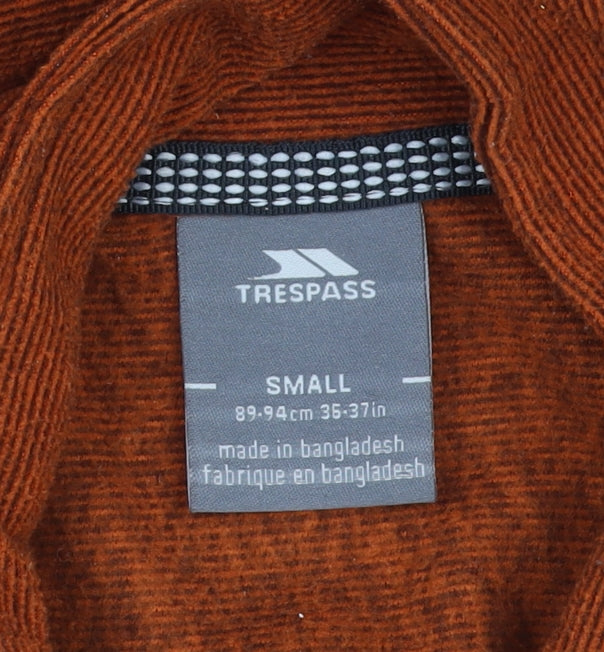 TRESPASS
SMALL
89-94cm 35-37in
made in bangladesh
fabrique en bangladesh